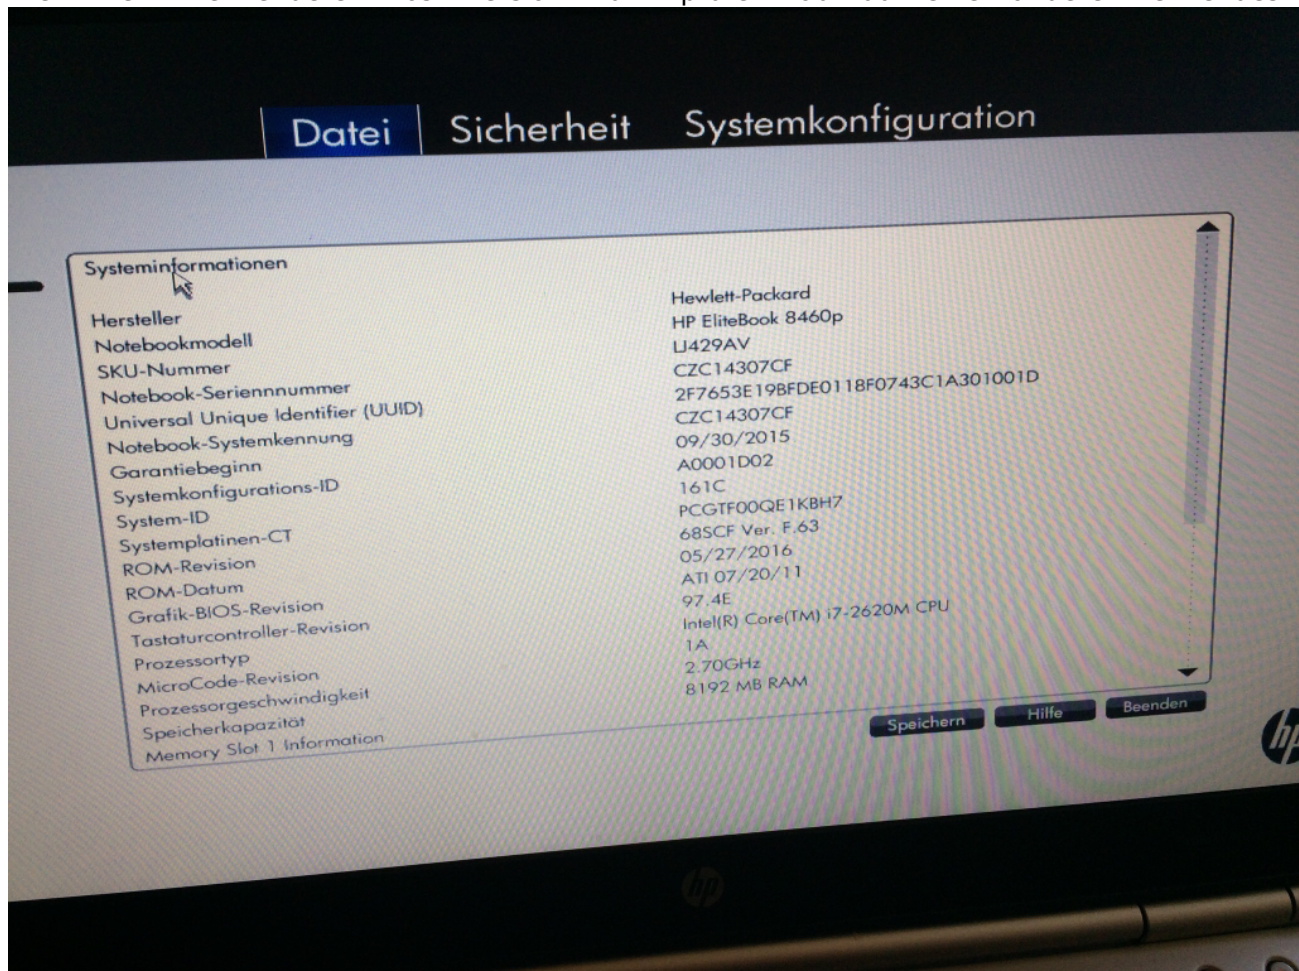 Datei Sicherheit Systemkonfiguration
Systeminformationen
Hersteller Hewlett-Packard
Notebookmodell HP EliteBook 8460p
SKU-Nummer LJ429AV
Notebook-Seriennnummer CZC14307CF
Universal Unique Identifier (UUID) 2F7653E19BFDE0118F0743C1A301001D
Notebook-Systemkennung CZC14307CF
Garantiebeginn 09/30/2015
Systemkonfigurations-ID A0001D02
System-ID 161C
Systemplatinen-CT PCGTF00QE1KBH7
ROM-Revision 68SCF Ver. F.63
ROM-Datum 05/27/2016
Grafik-BIOS-Revision ATI 07/20/11
Tastaturcontroller-Revision 97.4E
Prozessortyp Intel(R) Core(TM) i7-2620M CPU
MicroCode-Revision 1A
Prozessorgeschwindigkeit 2.70GHz
Speicherkapazität 8192 MB RAM
Memory Slot 1 Information
Speichern Hilfe Beenden
hp
hp